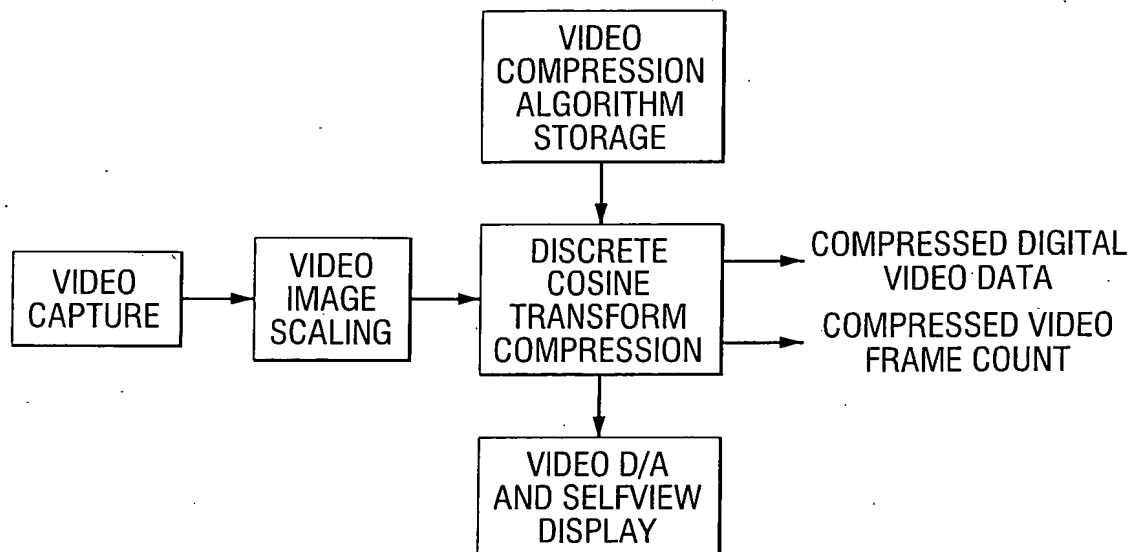 VIDEO
COMPRESSION
ALGORITHM
STORAGE
VIDEO
CAPTURE
VIDEO
IMAGE
SCALING
DISCRETE
COSINE
TRANSFORM
COMPRESSION
COMPRESSED DIGITAL
VIDEO DATA
COMPRESSED VIDEO
FRAME COUNT
VIDEO D/A
AND SELFVIEW
DISPLAY